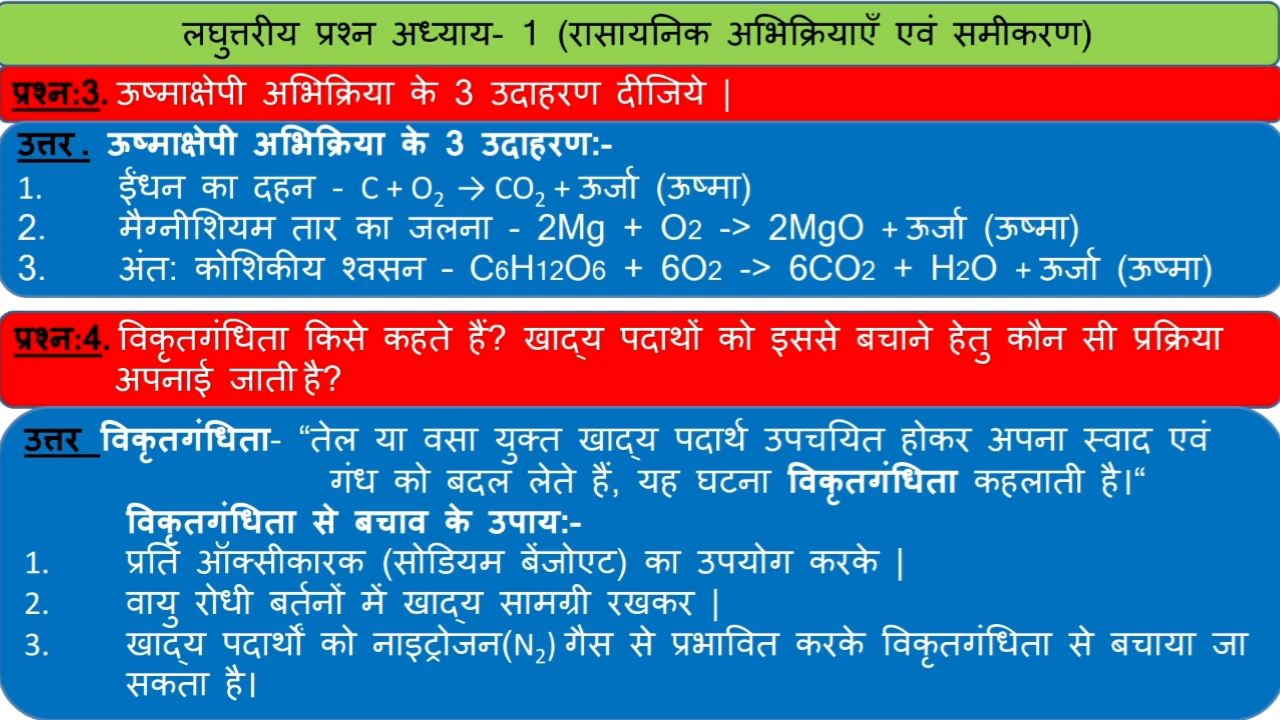 लघुत्तरीय प्रश्न अध्याय- 1 (रासायनिक अभिक्रियाएँ एवं समीकरण)
प्रश्न:3. ऊष्माक्षेपी अभिक्रिया के 3 उदाहरण दीजिये |
उत्तर . ऊष्माक्षेपी अभिक्रिया के 3 उदाहरण:-
1. ईंधन का दहन - C + O₂ → CO₂ + ऊर्जा (ऊष्मा)
2. मैग्नीशियम तार का जलना - 2Mg + O2 -> 2MgO + ऊर्जा (ऊष्मा)
3. अंत: कोशिकीय श्वसन – C6H12O6 + 6O2 -> 6CO2 + H2O + ऊर्जा (ऊष्मा)
प्रश्न:4. विकृतगंधिता किसे कहते हैं? खाद्य पदाथों को इससे बचाने हेतु कौन सी प्रक्रिया
अपनाई जाती है?
उत्तर विकृतगंधिता- “तेल या वसा युक्त खाद्य पदार्थ उपचयित होकर अपना स्वाद एवं
गंध को बदल लेते हैं, यह घटना विकृतगंधिता कहलाती है।“
विकृतगंधिता से बचाव के उपाय:-
1. प्रति ऑक्सीकारक (सोडियम बेंजोएट) का उपयोग करके |
2. वायु रोधी बर्तनों में खाद्य सामग्री रखकर |
3. खाद्य पदार्थों को नाइट्रोजन(N₂) गैस से प्रभावित करके विकृतगंधिता से बचाया जा
सकता है।